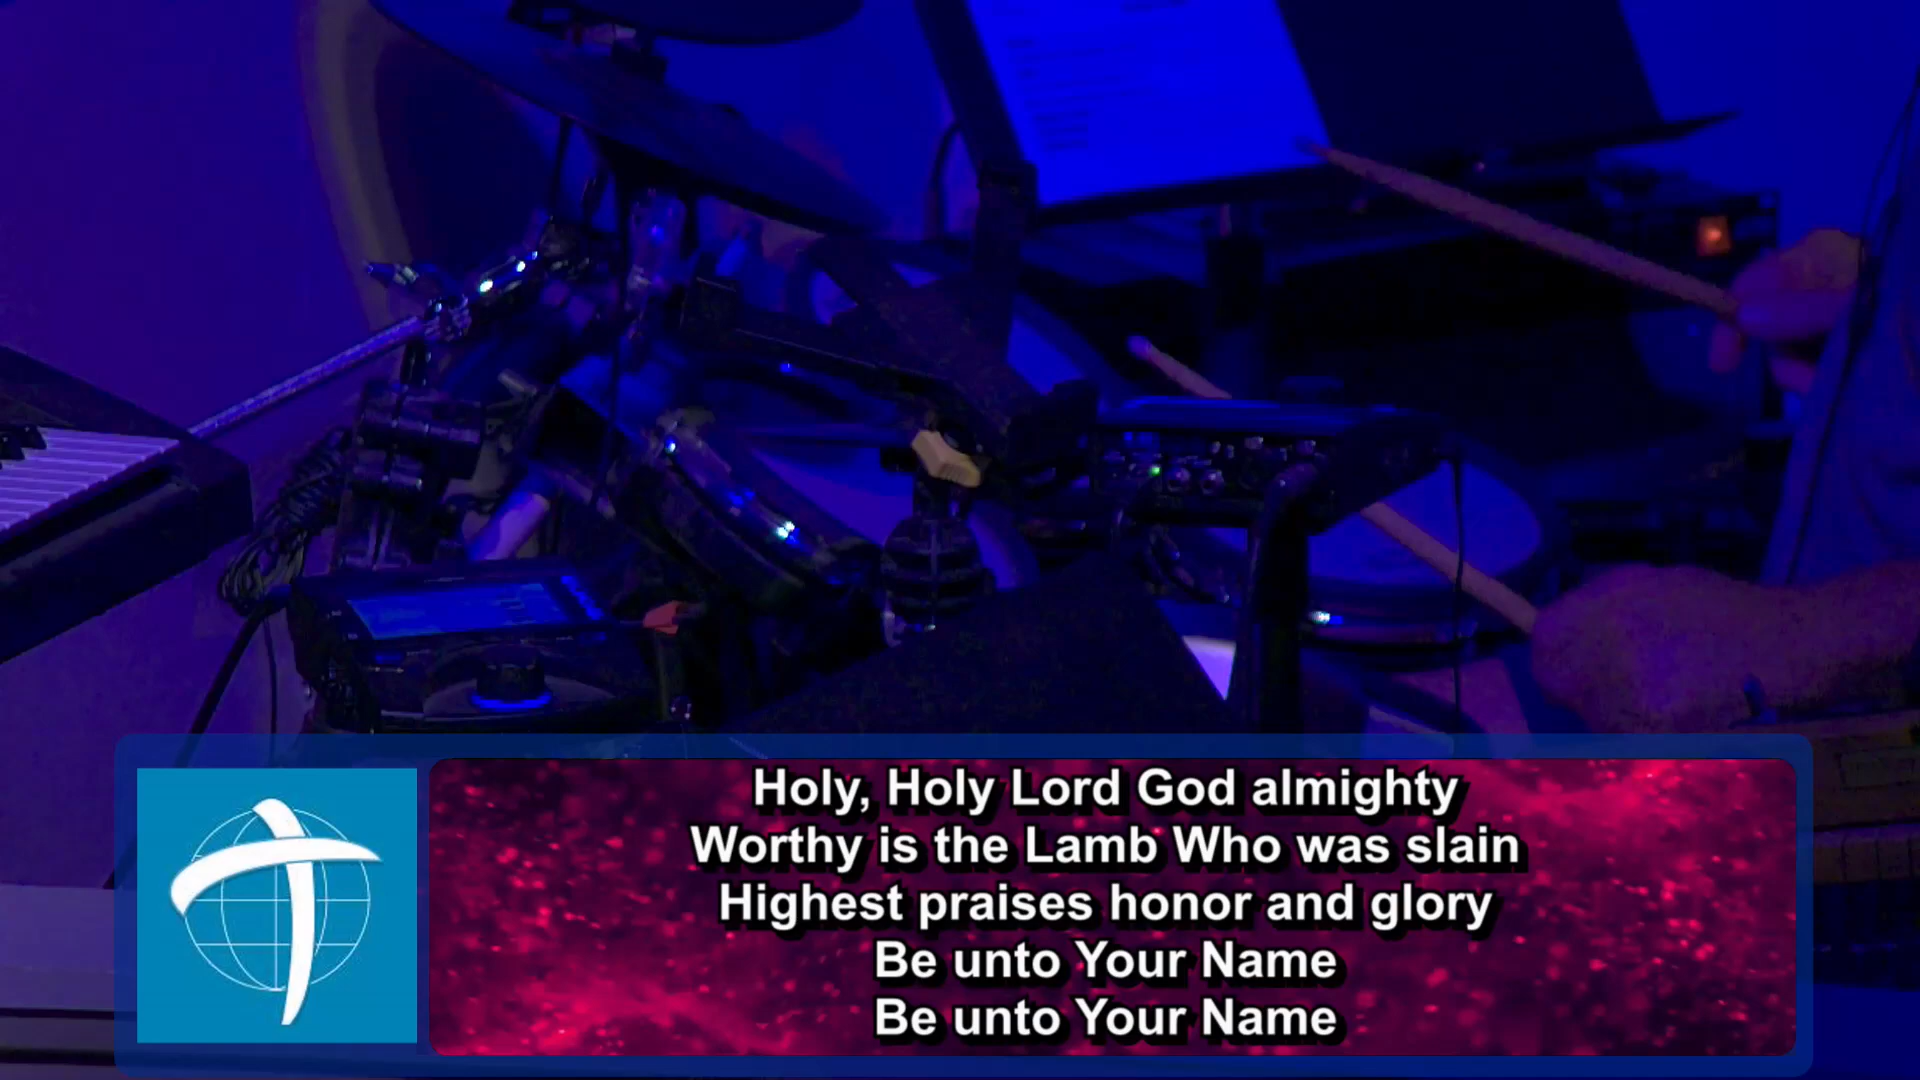 Holy, Holy Lord God almighty
Worthy is the Lamb Who was slain
Highest praises honor and glory
Be unto Your Name
Be unto Your Name